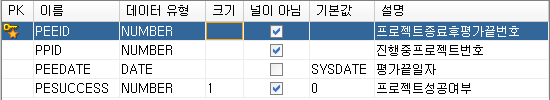 PK 이름 데이터 유형 크기 널이 아님 기본값 설명
PEEID NUMBER 프로젝트종료후평가끝번호
PPID NUMBER 진행중프로젝트번호
PEEDATE DATE SYSDATE 평가끝일자
PESUCCESS NUMBER 1 0 프로젝트성공여부